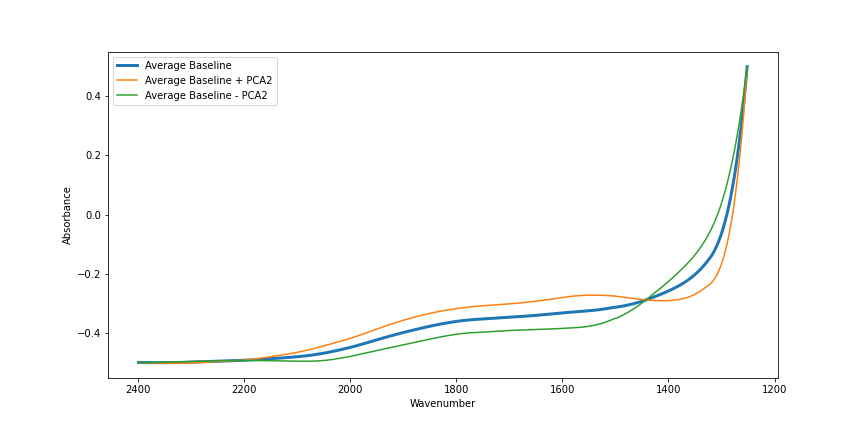 Average Baseline
Average Baseline + PCA2
Average Baseline - PCA2
Absorbance
0.4
0.2
0.0
−0.2
−0.4
2400 2200 2000 1800 1600 1400 1200
Wavenumber